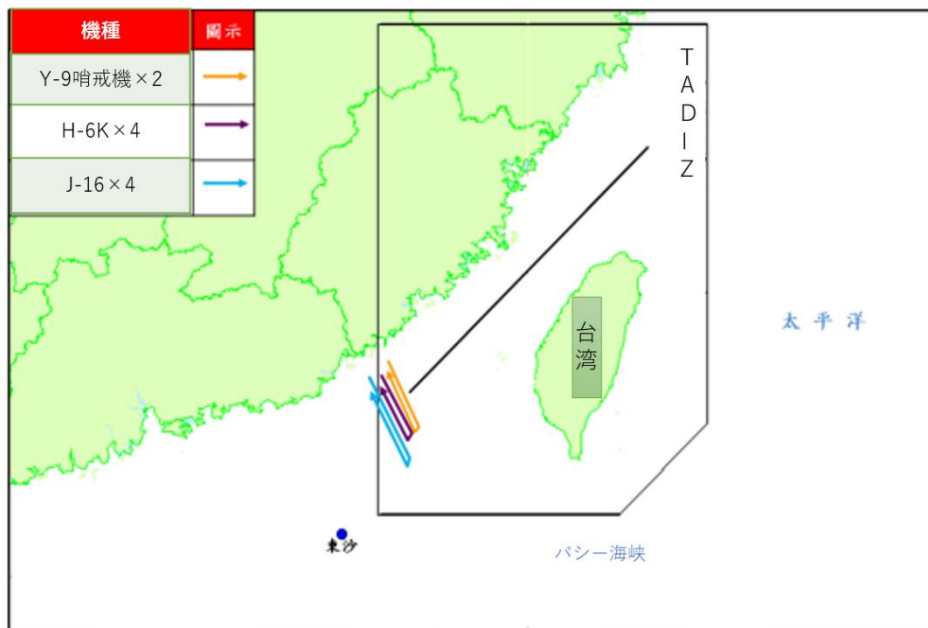 機種 圖示
Y-9哨戒機×2
H-6K×4
J-16×4
TADIZ
台湾
太平洋
東沙
バシー海峡